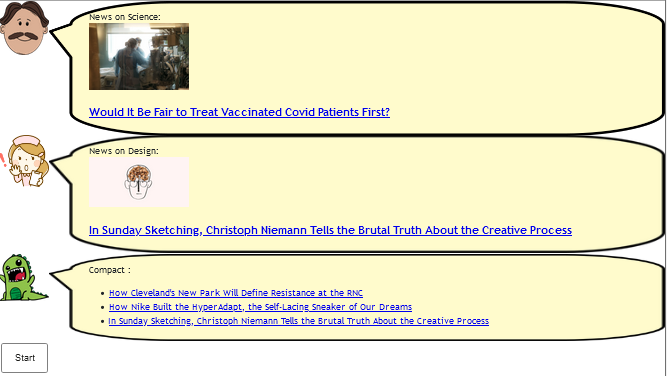 News on Science:
Would It Be Fair to Treat Vaccinated Covid Patients First?
News on Design:
In Sunday Sketching, Christoph Niemann Tells the Brutal Truth About the Creative Process
Compact :
How Cleveland's New Park Will Define Resistance at the RNC
How Nike Built the HyperAdapt, the Self-Lacing Sneaker of Our Dreams
In Sunday Sketching, Christoph Niemann Tells the Brutal Truth About the Creative Process
Start